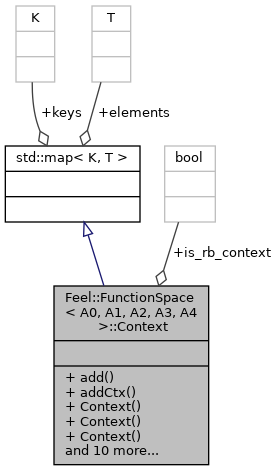 K
T
+keys
+elements
std::map< K, T >
bool
+is_rb_context
Feel::FunctionSpace
< A0, A1, A2, A3, A4
>::Context
+ add()
+ addCtx()
+ Context()
+ Context()
+ Context()
and 10 more...